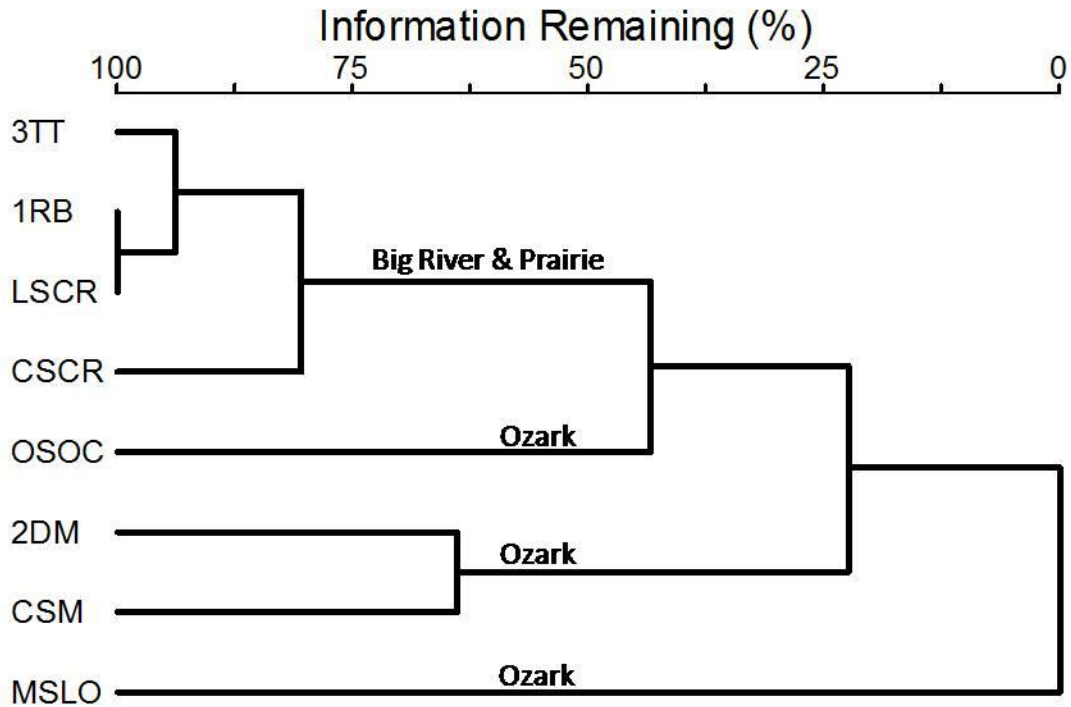 Information Remaining (%)
100 75 50 25 0
3TT
1RB
Big River & Prairie
LSCR
CSCR
Ozark
OSOC
2DM
Ozark
CSM
Ozark
MSLO